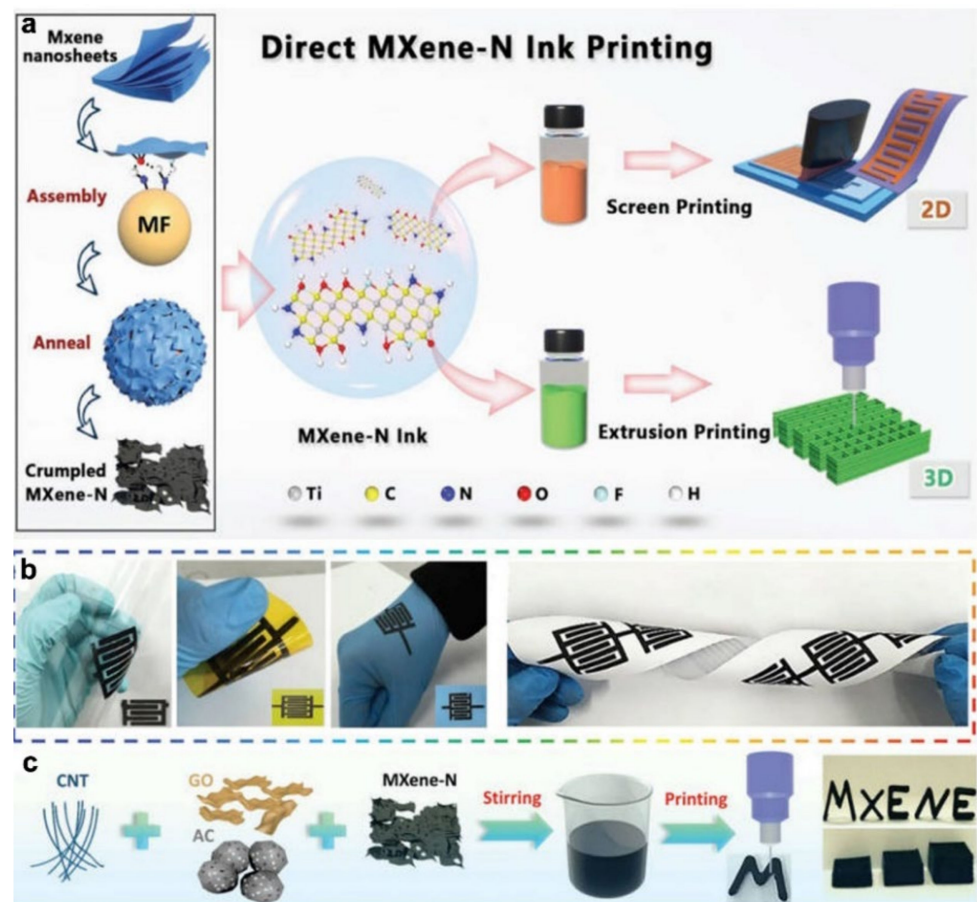 a
Mxene
nanosheets
Assembly
MF
Anneal
Crumpled
MXene-N
Direct MXene-N Ink Printing
MXene-N Ink
Screen Printing
2D
Extrusion Printing
3D
Ti C N O F H
b
c
CNT
GO
AC
MXene-N
Stirring
Printing
M
MXENE